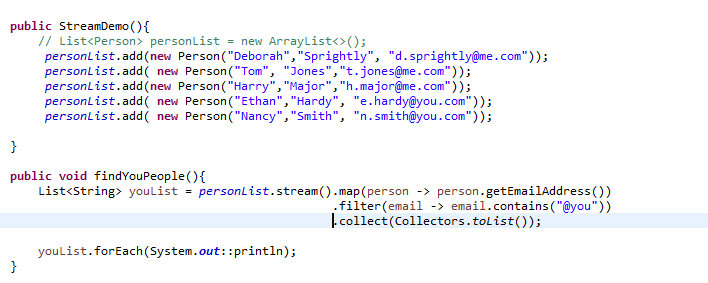 public StreamDemo(){
// List<Person> personList = new ArrayList<>();
personList.add(new Person("Deborah","Sprightly", "d.sprightly@me.com"));
personList.add( new Person("Tom", "Jones","t.jones@me.com"));
personList.add(new Person("Harry","Major","h.major@me.com"));
personList.add( new Person("Ethan","Hardy", "e.hardy@you.com"));
personList.add( new Person("Nancy","Smith", "n.smith@you.com"));
}
public void findYouPeople(){
List<String> youList = personList.stream().map(person -> person.getEmailAddress())
.filter(email -> email.contains("@you"))
.collect(Collectors.toList());
youList.forEach(System.out::println);
}